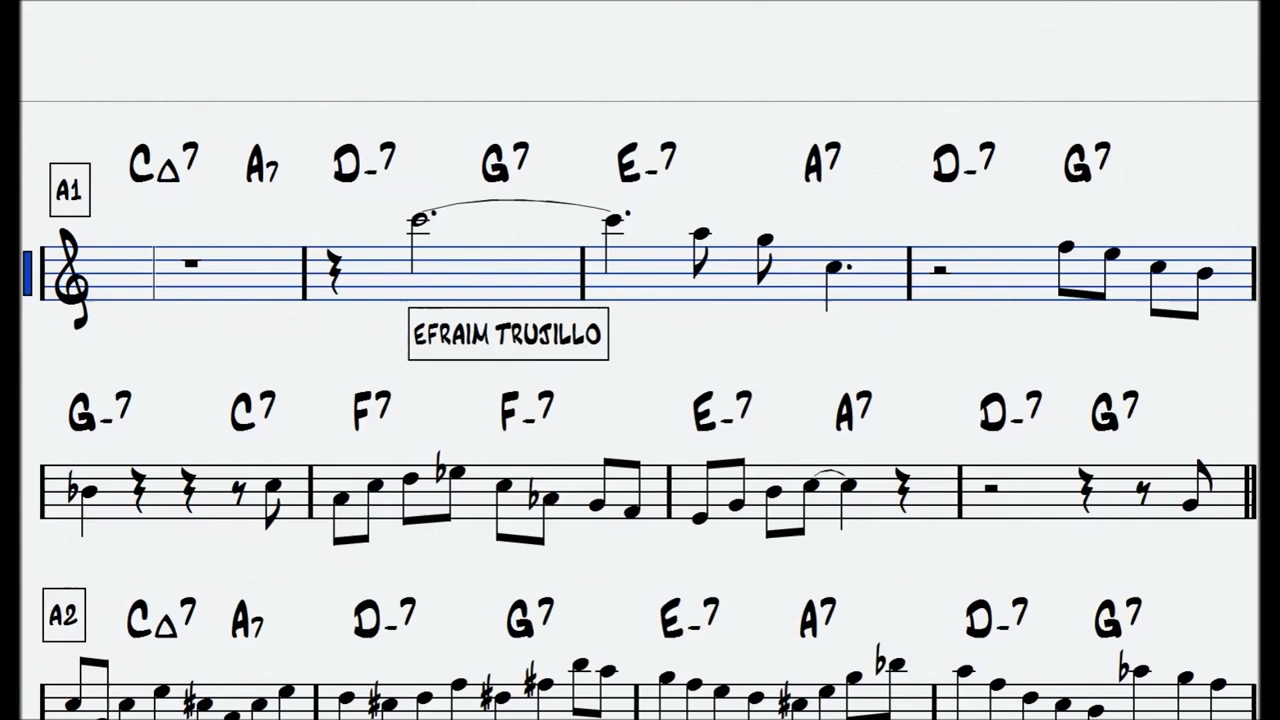 A1 C△7 A7 D-7 G7 E-7 A7 D-7 G7
EFRAIM TRUJILLO
G-7 C7 F7 F-7 E-7 A7 D-7 G7
A2 C△7 A7 D-7 G7 E-7 A7 D-7 G7